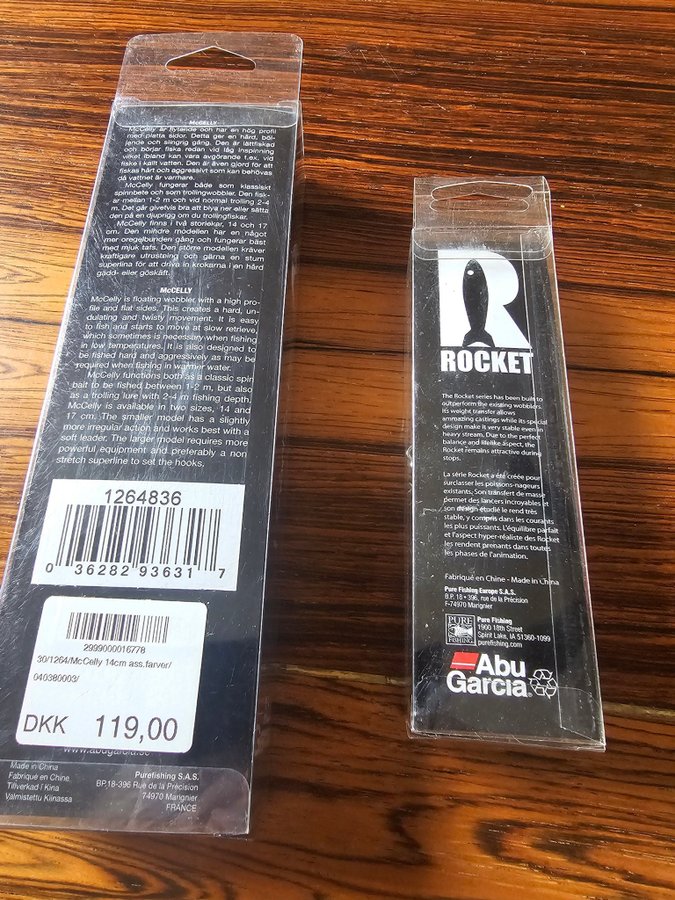 McCELLY
McCelly är flytande och har en hög profil
med platta sidor. Detta ger en hård, böl-
jande och slingrig gång. Den är lättfiskad
och börjar fiska redan vid låg inspinning
vilket ibland kan vara avgörande t.ex. vid
fiske i kallt vatten. Den är även gjord för att
fiskas hårt och aggressivt som kan behövas
då vattnet är varmare.
McCelly fungerar både som klassiskt
spinnbete och som trollingwobbler. Den fisk-
ar mellan 1-2 m och vid normal trolling 2-4
m. Det går givetvis bra att blya ner eller sätta
den på en djuprigg om du trollingfiskar.
McCelly finns i två storlekar, 14 och 17
cm. Den mindre modellen har en något
mer oregelbunden gång och fungerar bäst
med mjuk tafs. Den större modellen kräver
kraftigare utrustning och gärna en stum
superlina för att driva in krokarna i en hård
gädd- eller göskäft.
McCELLY
McCelly is floating wobbler with a high pro-
file and flat sides. This creates a hard, un-
dulating and twisty movement. It is easy
to fish and starts to move at slow retrieve,
which sometimes is necessary when fishing
in low temperatures. It is also designed to
be fished hard and aggressively as may be
required when fishing in warmer water.
McCelly functions both as a classic spin
bait to be fished between 1-2 m, but also
as a trolling lure with 2-4 m fishing depth.
McCelly is available in two sizes, 14 and
17 cm. The smaller model has a slightly
more irregular action and works best with a
soft leader. The larger model requires more
powerful equipment and preferably a non
stretch superline to set the hooks.
1264836
0 36282 93631 7
2999000016778
30/1264/McCelly 14cm ass.farver/
040380003/
DKK 119,00
www.abugarcia.se
Made in China
Fabriqué en Chine
Tillverkad i Kina
Valmistettu Kiinassa
Purefishing S.A.S.
BP.18-396 Rue de la Précision
74970 Marignier
FRANCE
R
ROCKET
The Rocket series has been built to
outperform the existing wobblers.
Its weight transfer allows
ammazing castings while its special
design make it very stable even in
heavy stream. Due to the perfect
balance and lifelike aspect, the
Rocket remains attractive during
stops.
La série Rocket a été créée pour
surclasser les poissons-nageurs
existants. Son transfert de masse
permet des lancers incroyables et
son design étudié le rend très
stable, y compris dans les courants
les plus puissants. L'équilibre parfait
et l'aspect hyper-réaliste des Rocket
les rendent prenants dans toutes
les phases de l'animation.
Fabriqué en Chine - Made in China
Pure Fishing Europe S.A.S.
B.P. 18 • 396, rue de la Précision
F-74970 Marignier
PURE
FISHING
Pure Fishing
1900 18th Street
Spirit Lake, IA 51360-1099
purefishing.com
Abu
Garcia